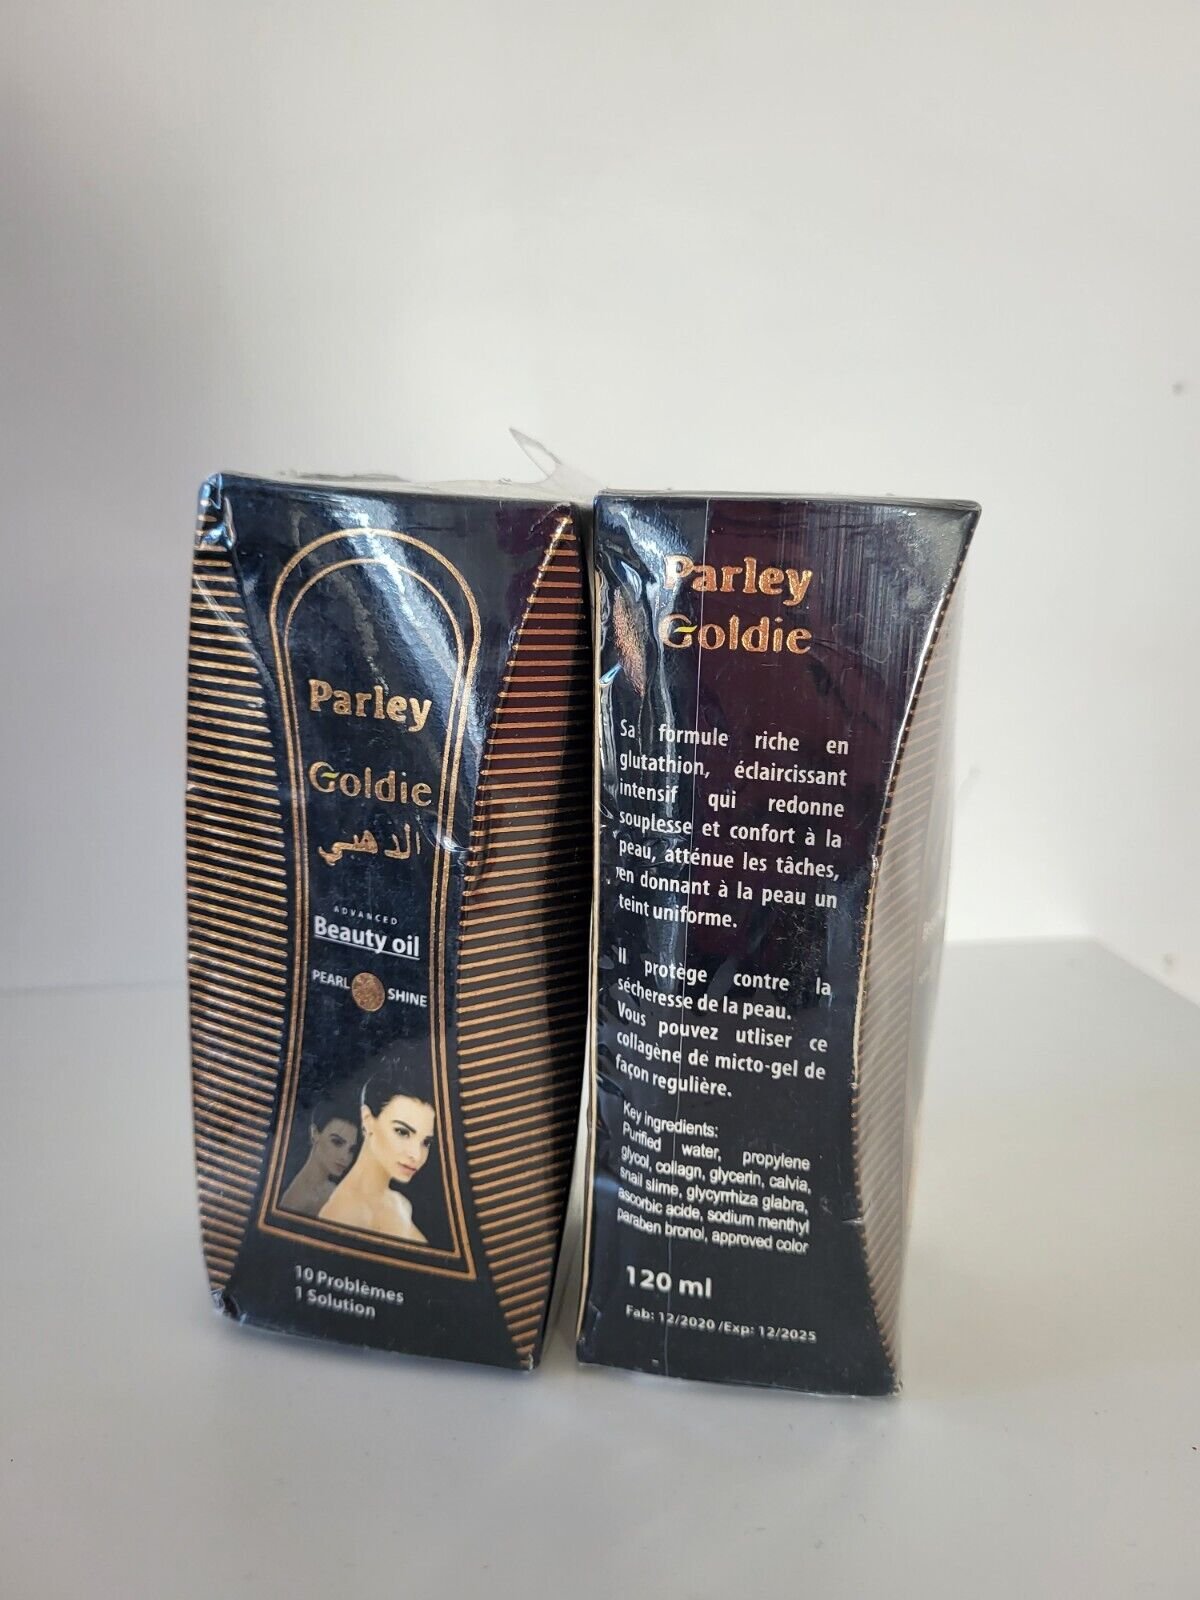 Parley
Goldie
الذهبي
ADVANCED
Beauty oil
PEARL SHINE
10 Problèmes
1 Solution
Parley
Goldie
Sa formule riche en
glutathion, éclaircissant
intensif qui redonne
souplesse et confort à la
peau, atténue les tâches,
en donnant à la peau un
teint uniforme.
Il protège contre la
sécheresse de la peau.
Vous pouvez utliser ce
collagène de micto-gel de
façon regulière.
Key ingredients:
Purified water, propylene
glycol, collagn, glycerin, calvia,
snail slime, glycyrrhiza glabra,
ascorbic acide, sodium menthyl
paraben bronol, approved color
120 ml
Fab: 12/2020 /Exp: 12/2025